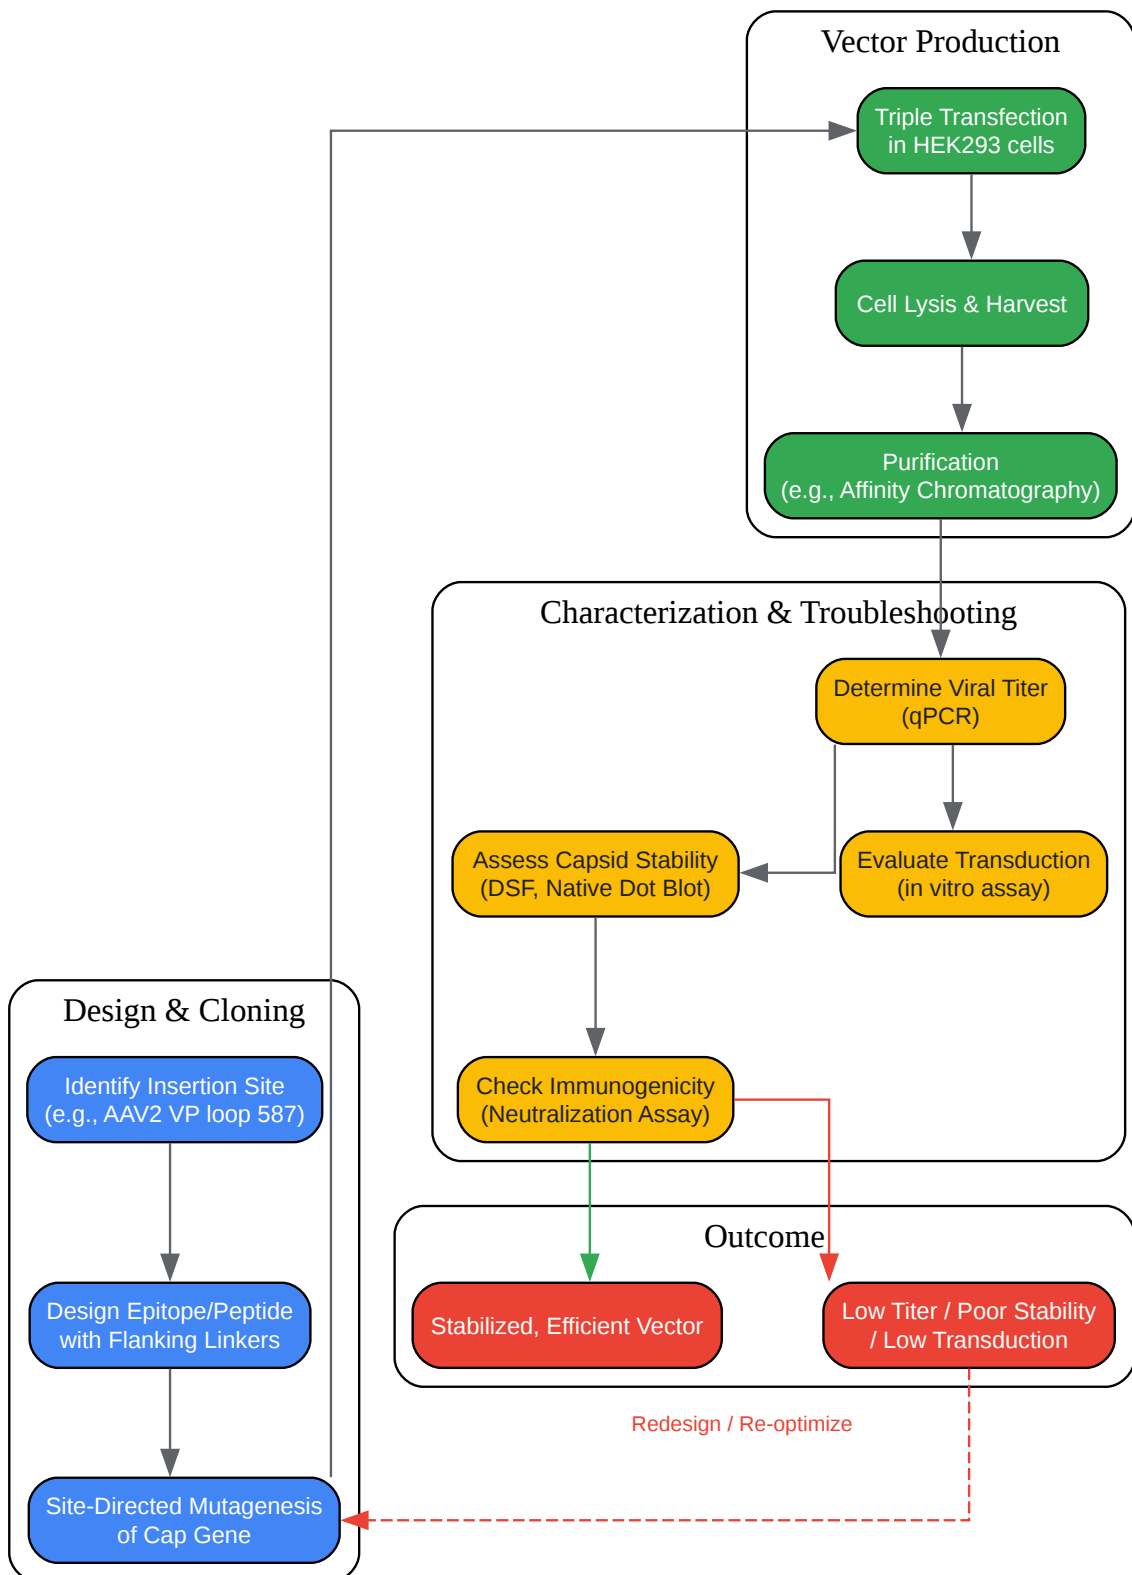 Vector Production
Triple Transfection
in HEK293 cells
Cell Lysis & Harvest
Purification
(e.g., Affinity Chromatography)
Characterization & Troubleshooting
Determine Viral Titer
(qPCR)
Assess Capsid Stability
(DSF, Native Dot Blot)
Evaluate Transduction
(in vitro assay)
Check Immunogenicity
(Neutralization Assay)
Design & Cloning
Identify Insertion Site
(e.g., AAV2 VP loop 587)
Design Epitope/Peptide
with Flanking Linkers
Site-Directed Mutagenesis
of Cap Gene
Outcome
Stabilized, Efficient Vector
Low Titer / Poor Stability
/ Low Transduction
Redesign / Re-optimize